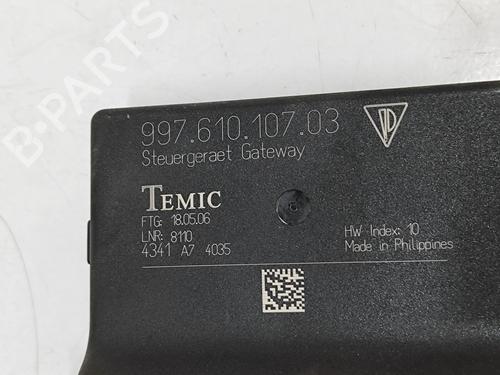 B-PARTS
997.610.107.03
Steuergeraet Gateway
TEMIC
FTG: 18.05.06
LNR: 8110
4341 A7 4035
HW Index: 10
Made in Philippines